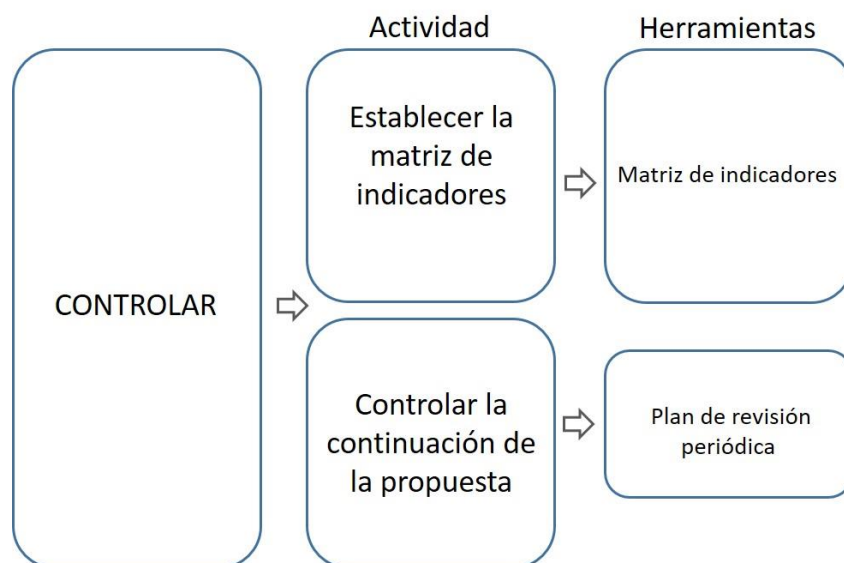 Actividad
Herramientas
CONTROLAR
Establecer la
matriz de
indicadores
Matriz de indicadores
Controlar la
continuación de
la propuesta
Plan de revisión
periódica